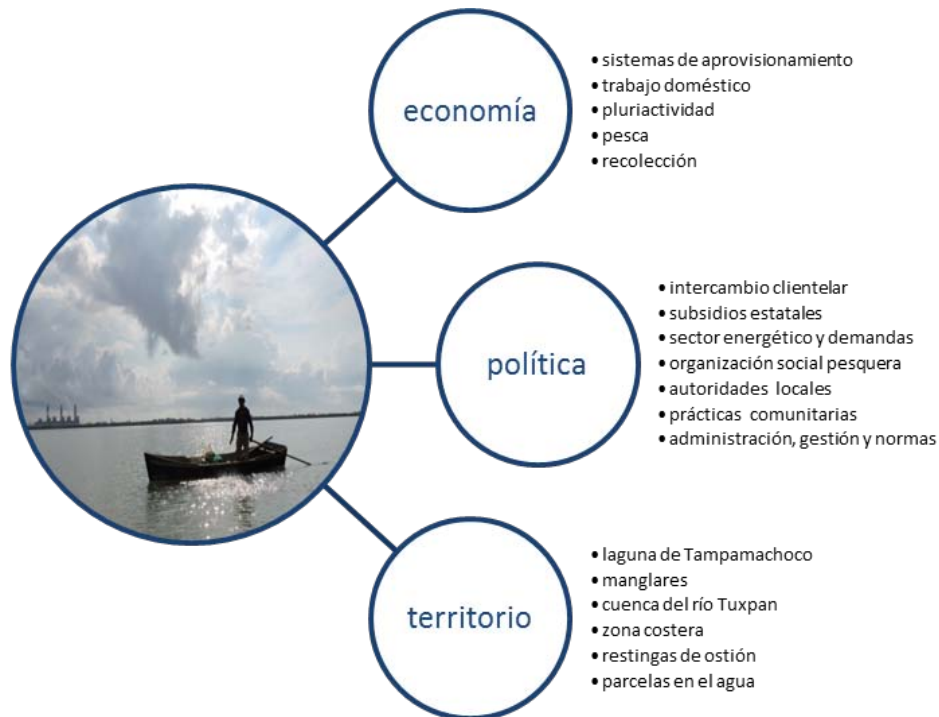 economía
• sistemas de aprovisionamiento
• trabajo doméstico
• pluriactividad
• pesca
• recolección
política
• intercambio clientelar
• subsidios estatales
• sector energético y demandas
• organización social pesquera
• autoridades locales
• prácticas comunitarias
• administración, gestión y normas
territorio
• laguna de Tampamachoco
• manglares
• cuenca del río Tuxpan
• zona costera
• restingas de ostión
• parcelas en el agua